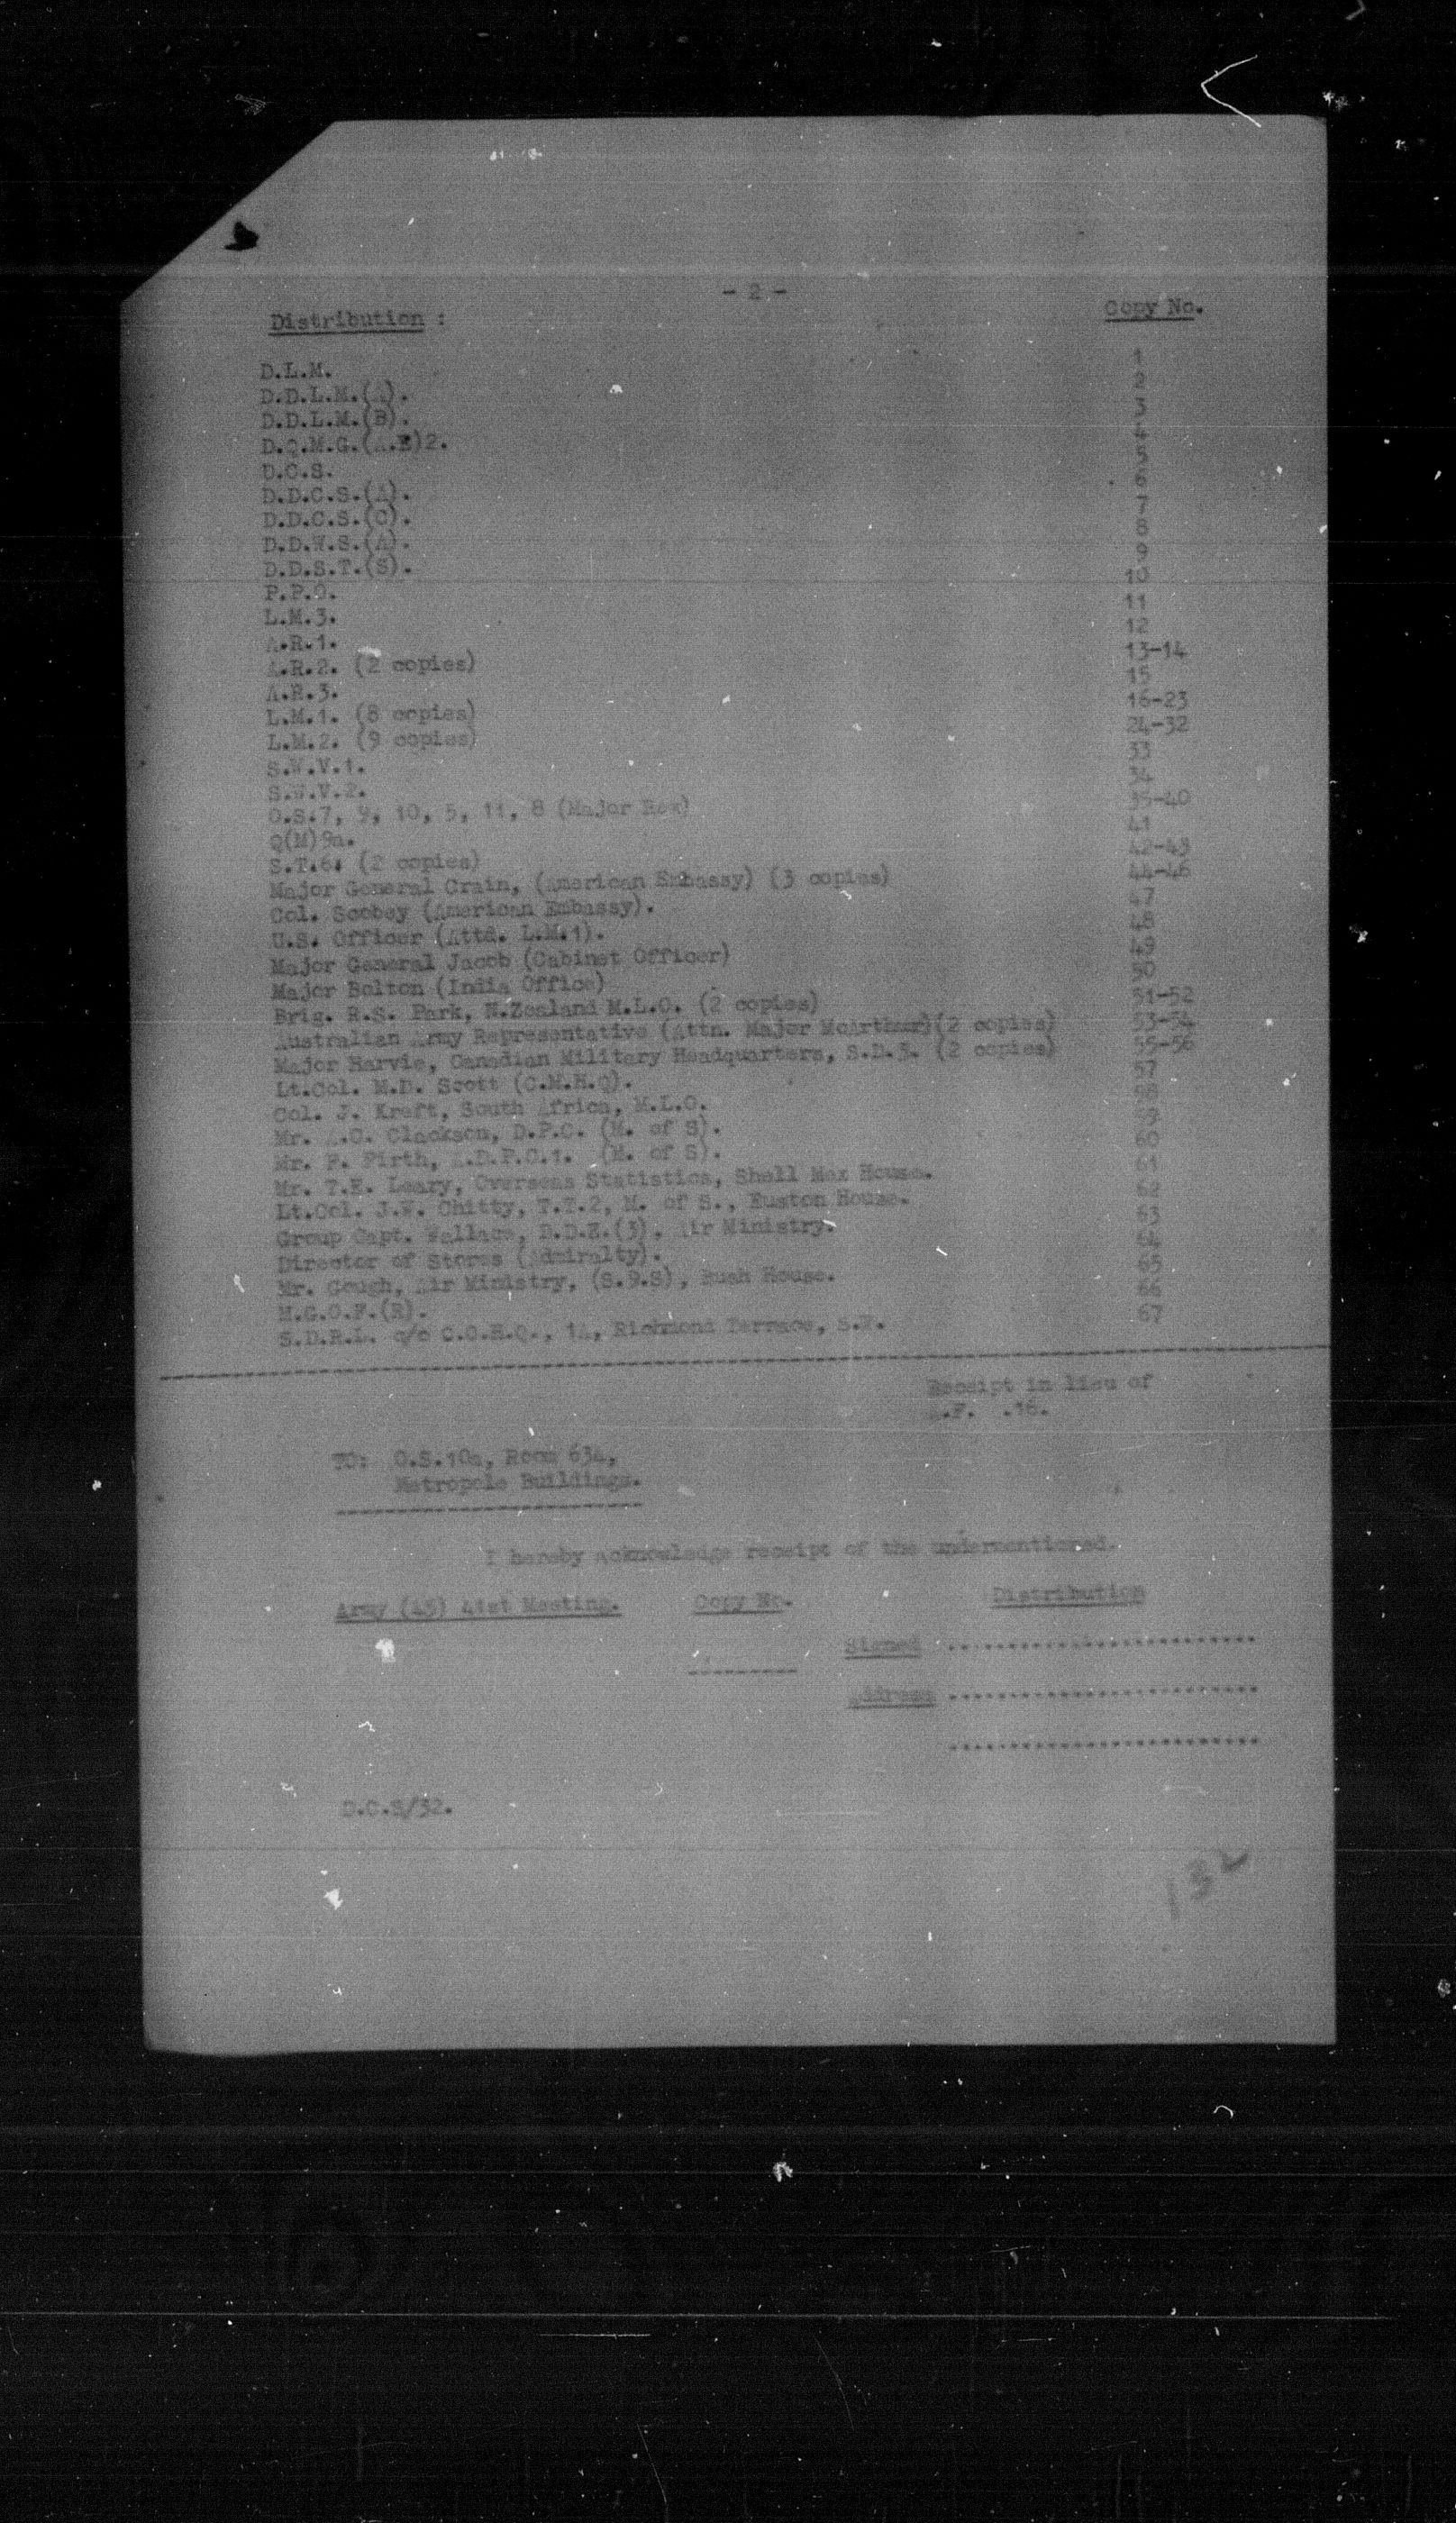 - 2 -
Distribution : Copy No.
D.L.M. 1
D.D.L.M.(A). 2
D.D.L.M.(B). 3
D.Q.M.G.(A.E)2. 4
D.C.S. 5
D.D.C.S.(A). 6
D.D.C.S.(C). 7
D.D.W.S.(A). 8
D.D.S.T.(S). 9
P.P.O. 10
L.M.3. 11
A.R.1. 12
A.R.2. (2 copies) 13-14
A.R.3. 15
L.M.1. (8 copies) 16-23
L.M.2. (9 copies) 24-32
S.W.V.1. 33
S.W.V.2. 34
O.S.7, 9, 10, 5, 11, 8 (Major Rex) 35-40
Q(M)9a. 41
S.T.6. (2 copies) 42-43
Major General Crain, (American Embassy) (3 copies) 44-46
Col. Scobey (American Embassy). 47
U.S. Officer (Attd. L.M.1). 48
Major General Jacob (Cabinet Officer) 49
Major Bolton (India Office) 50
Brig. R.S. Park, N.Zealand M.L.O. (2 copies) 51-52
Australian Army Representative (Attn. Major McArthur)(2 copies) 53-54
Major Harvie, Canadian Military Headquarters, S.D.3. (2 copies) 55-56
Lt.Col. M.D. Scott (C.M.H.Q). 57
Col. J. Kraft, South Africa, M.L.O. 58
Mr. A.C. Clackson, D.P.C. (M. of S). 59
Mr. F. Firth, A.D.P.C.1. (M. of S). 60
Mr. T.E. Leary, Overseas Statistics, Shell Mex House. 61
Lt.Col. J.W. Chitty, T.T.2, M. of S., Euston House. 62
Group Capt. Wallace, D.D.E.(3), Air Ministry. 63
Director of Stores (Admiralty). 64
Mr. Gough, Air Ministry, (S.9.S), Bush House. 65
M.G.O.F.(R). 66
S.D.R.L. c/o C.O.H.Q., 1A, Richmond Terrace, S.W. 67
Receipt in lieu of
.F. .16.
TO: O.S.10a, Room 634,
Metropole Buildings.
I hereby acknowledge receipt of the undermentioned.
Army (45) 41st Meeting. Copy No. Distribution
Signed ..........................
Address ..........................
..........................
D.C.S/32.
132